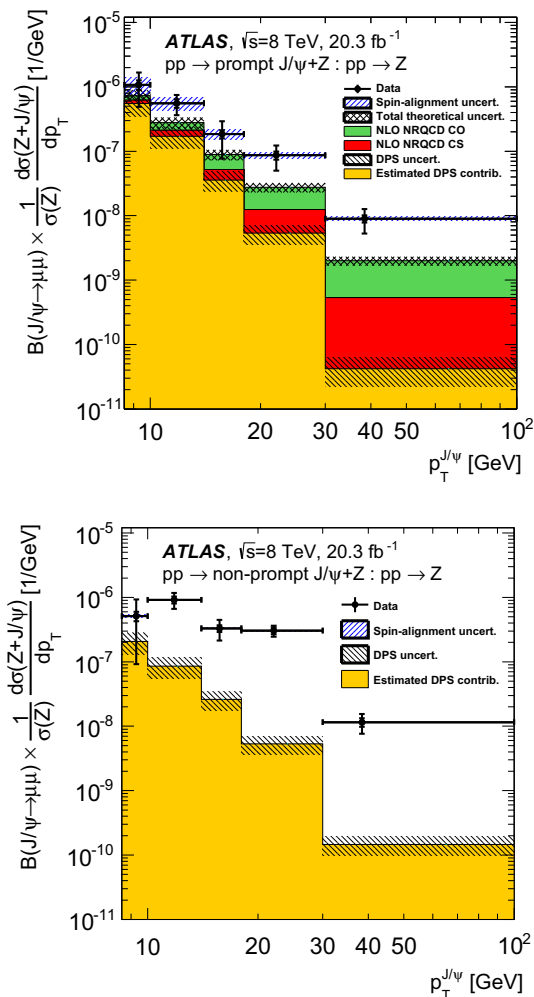 ATLAS, √s=8 TeV, 20.3 fb⁻¹
pp → prompt J/ψ+Z : pp → Z
Data
Spin-alignment uncert.
Total theoretical uncert.
NLO NRQCD CO
NLO NRQCD CS
DPS uncert.
Estimated DPS contrib.
B(J/ψ→μμ) × 1/σ(Z) dσ(Z+J/ψ)/dp_T [1/GeV]
10⁻⁵
10⁻⁶
10⁻⁷
10⁻⁸
10⁻⁹
10⁻¹⁰
10⁻¹¹
10 20 30 40 50 10²
p_T^J/ψ [GeV]
ATLAS, √s=8 TeV, 20.3 fb⁻¹
pp → non-prompt J/ψ+Z : pp → Z
Data
Spin-alignment uncert.
DPS uncert.
Estimated DPS contrib.
B(J/ψ→μμ) × 1/σ(Z) dσ(Z+J/ψ)/dp_T [1/GeV]
10⁻⁵
10⁻⁶
10⁻⁷
10⁻⁸
10⁻⁹
10⁻¹⁰
10⁻¹¹
10 20 30 40 50 10²
p_T^J/ψ [GeV]